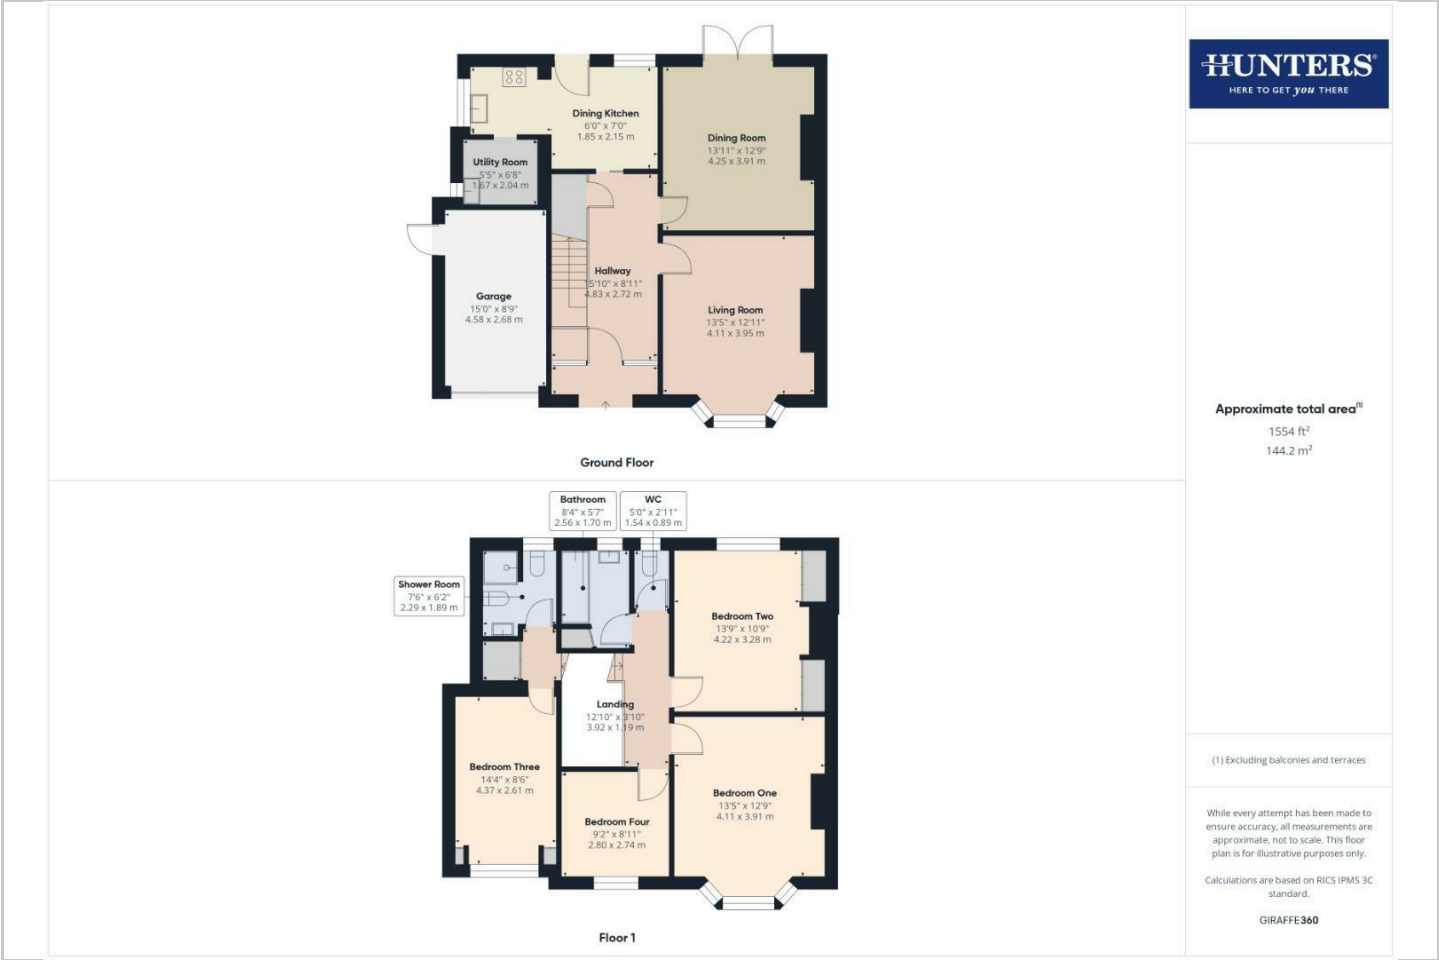 HUNTERS®
HERE TO GET you THERE
Dining Kitchen
6'0" x 7'0"
1.85 x 2.15 m
Dining Room
13'11" x 12'9"
4.25 x 3.91 m
Utility Room
5'5" x 6'8"
1.67 x 2.04 m
Hallway
15'10" x 8'11"
4.83 x 2.72 m
Garage
15'0" x 8'9"
4.58 x 2.68 m
Living Room
13'5" x 12'11"
4.11 x 3.95 m
Ground Floor
Approximate total area(1)
1554 ft²
144.2 m²
Bathroom
8'4" x 5'7"
2.56 x 1.70 m
WC
5'0" x 2'11"
1.54 x 0.89 m
Shower Room
7'6" x 6'2"
2.29 x 1.89 m
Bedroom Two
13'9" x 10'9"
4.22 x 3.28 m
Landing
12'10" x 3'10"
3.92 x 1.19 m
Bedroom Three
14'4" x 8'6"
4.37 x 2.61 m
Bedroom One
13'5" x 12'9"
4.11 x 3.91 m
Bedroom Four
9'2" x 8'11"
2.80 x 2.74 m
Floor 1
(1) Excluding balconies and terraces
While every attempt has been made to
ensure accuracy, all measurements are
approximate, not to scale. This floor
plan is for illustrative purposes only.
Calculations are based on RICS IPMS 3C
standard.
GIRAFFE360